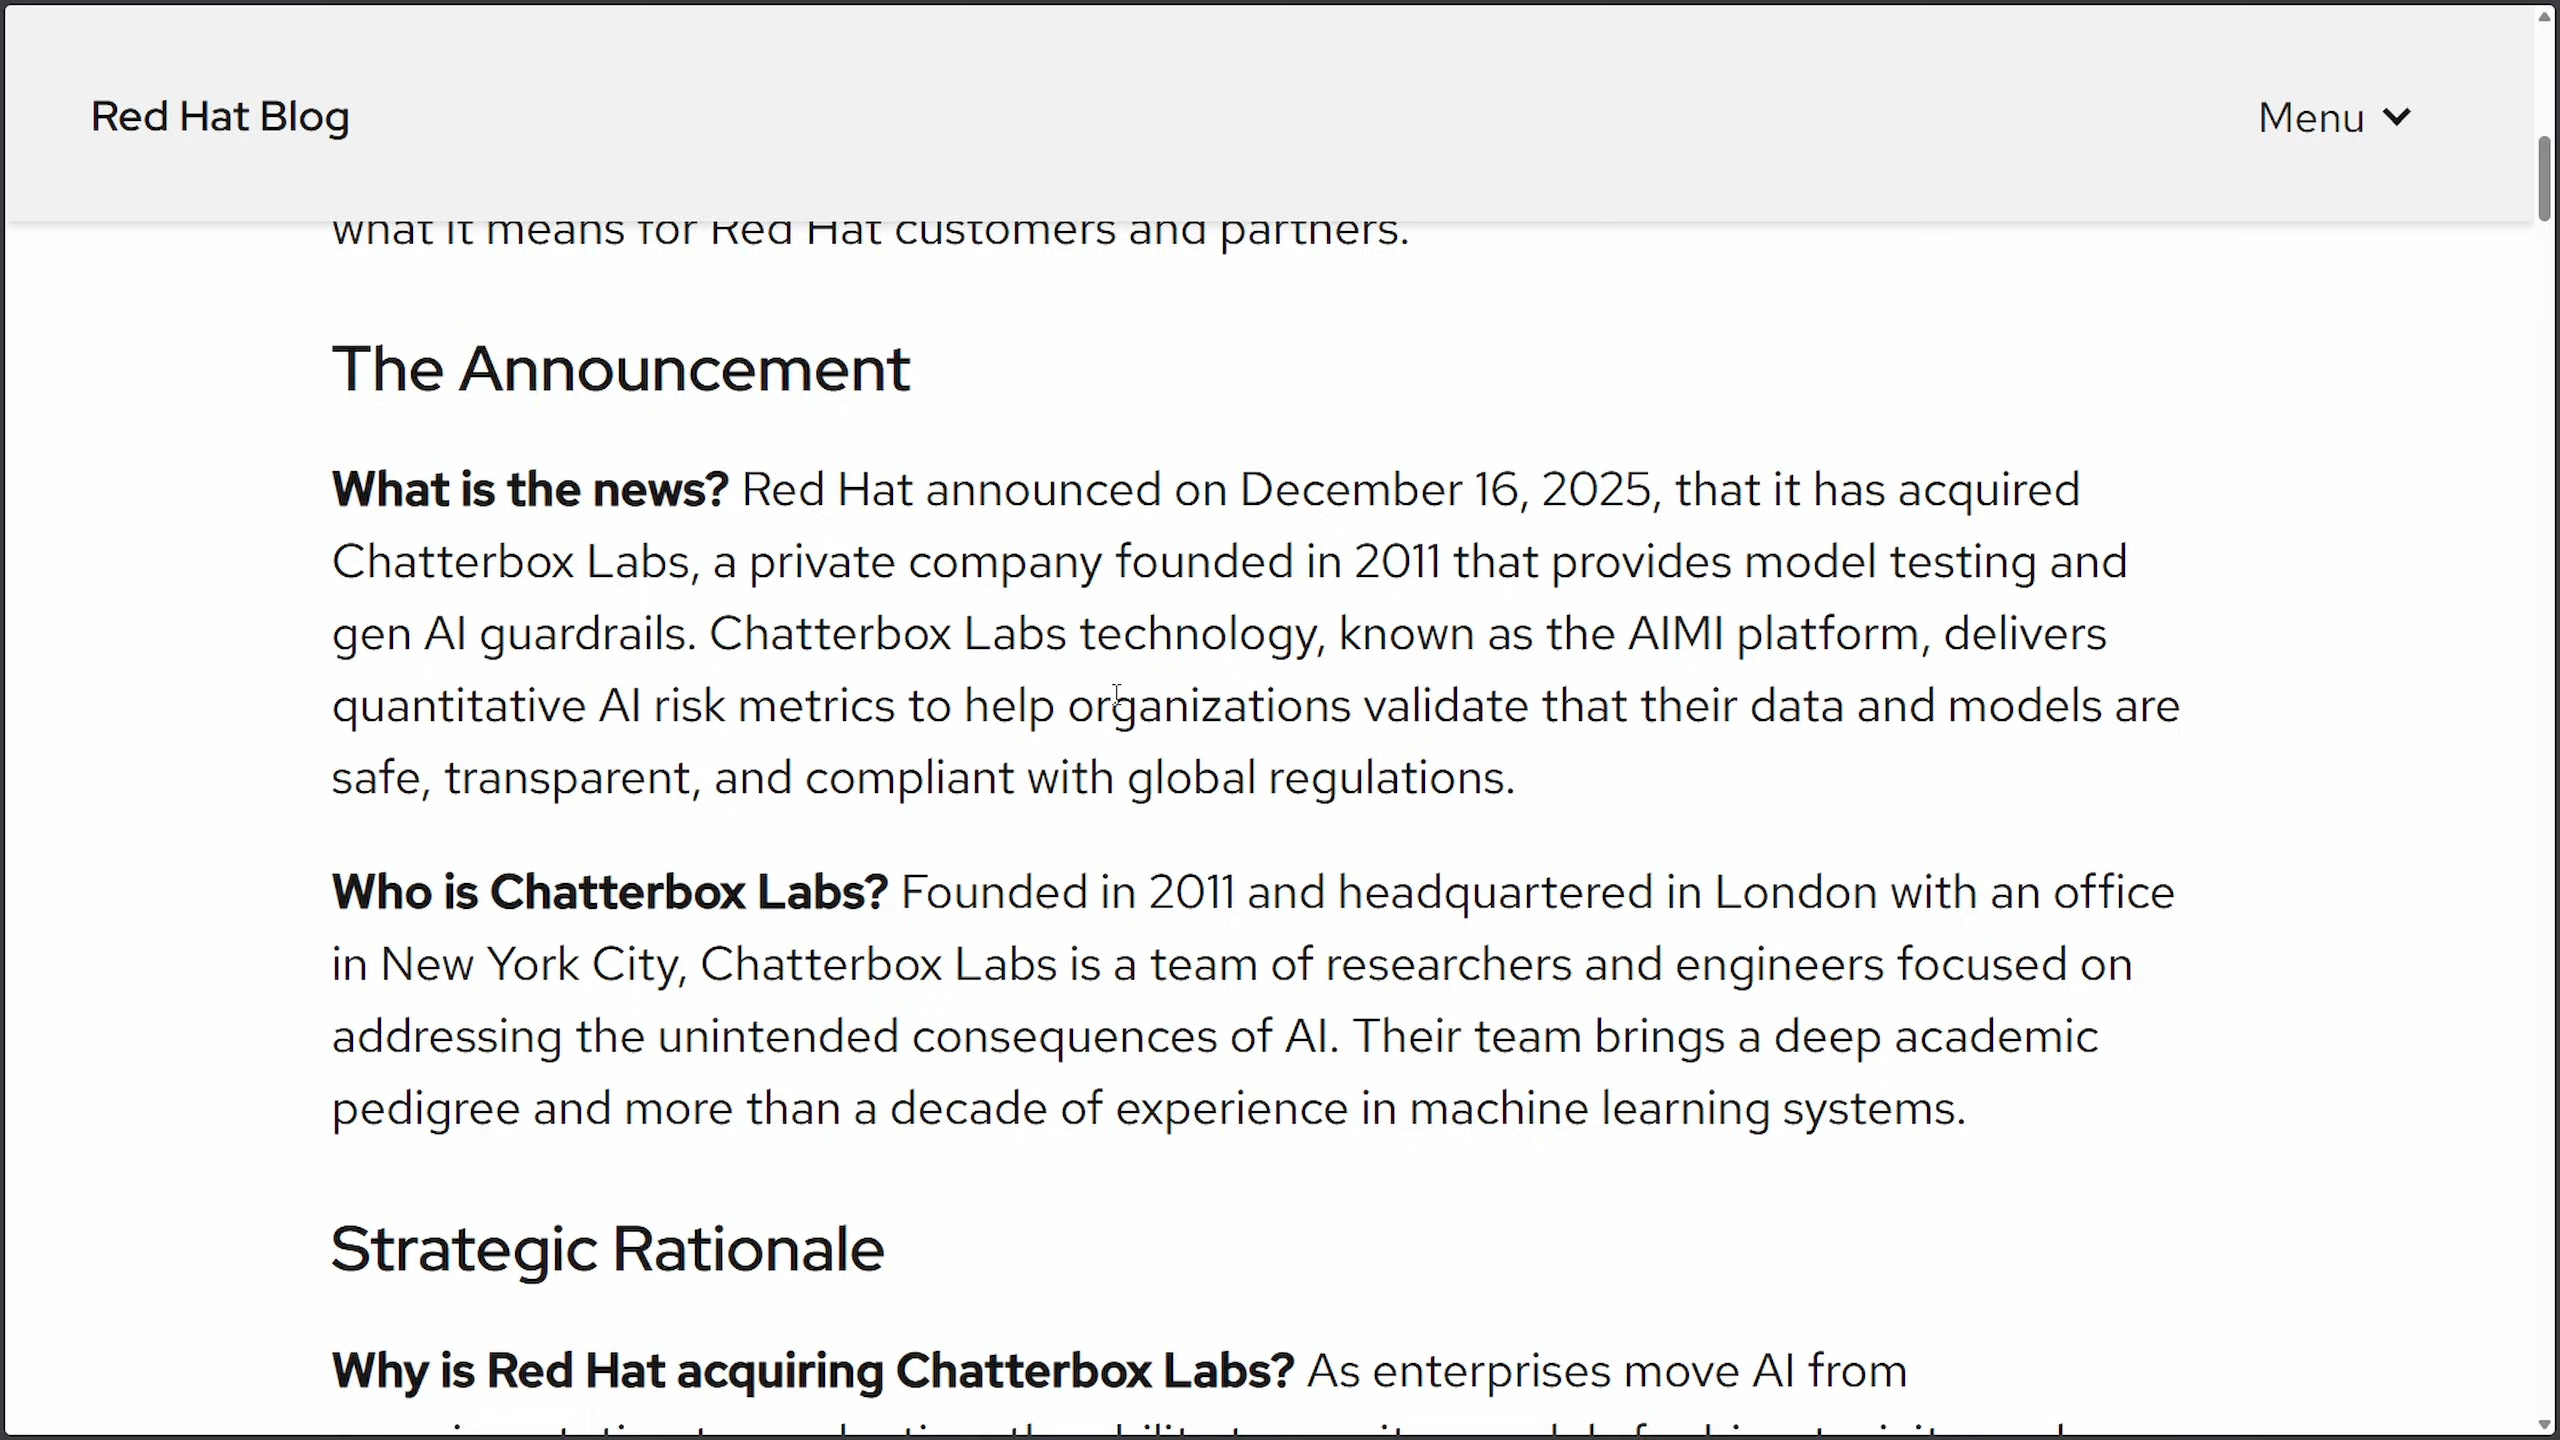 Red Hat Blog
Menu
what it means for Red Hat customers and partners.
The Announcement
What is the news? Red Hat announced on December 16, 2025, that it has acquired
Chatterbox Labs, a private company founded in 2011 that provides model testing and
gen AI guardrails. Chatterbox Labs technology, known as the AIMI platform, delivers
quantitative AI risk metrics to help organizations validate that their data and models are
safe, transparent, and compliant with global regulations.
Who is Chatterbox Labs? Founded in 2011 and headquartered in London with an office
in New York City, Chatterbox Labs is a team of researchers and engineers focused on
addressing the unintended consequences of AI. Their team brings a deep academic
pedigree and more than a decade of experience in machine learning systems.
Strategic Rationale
Why is Red Hat acquiring Chatterbox Labs? As enterprises move AI from